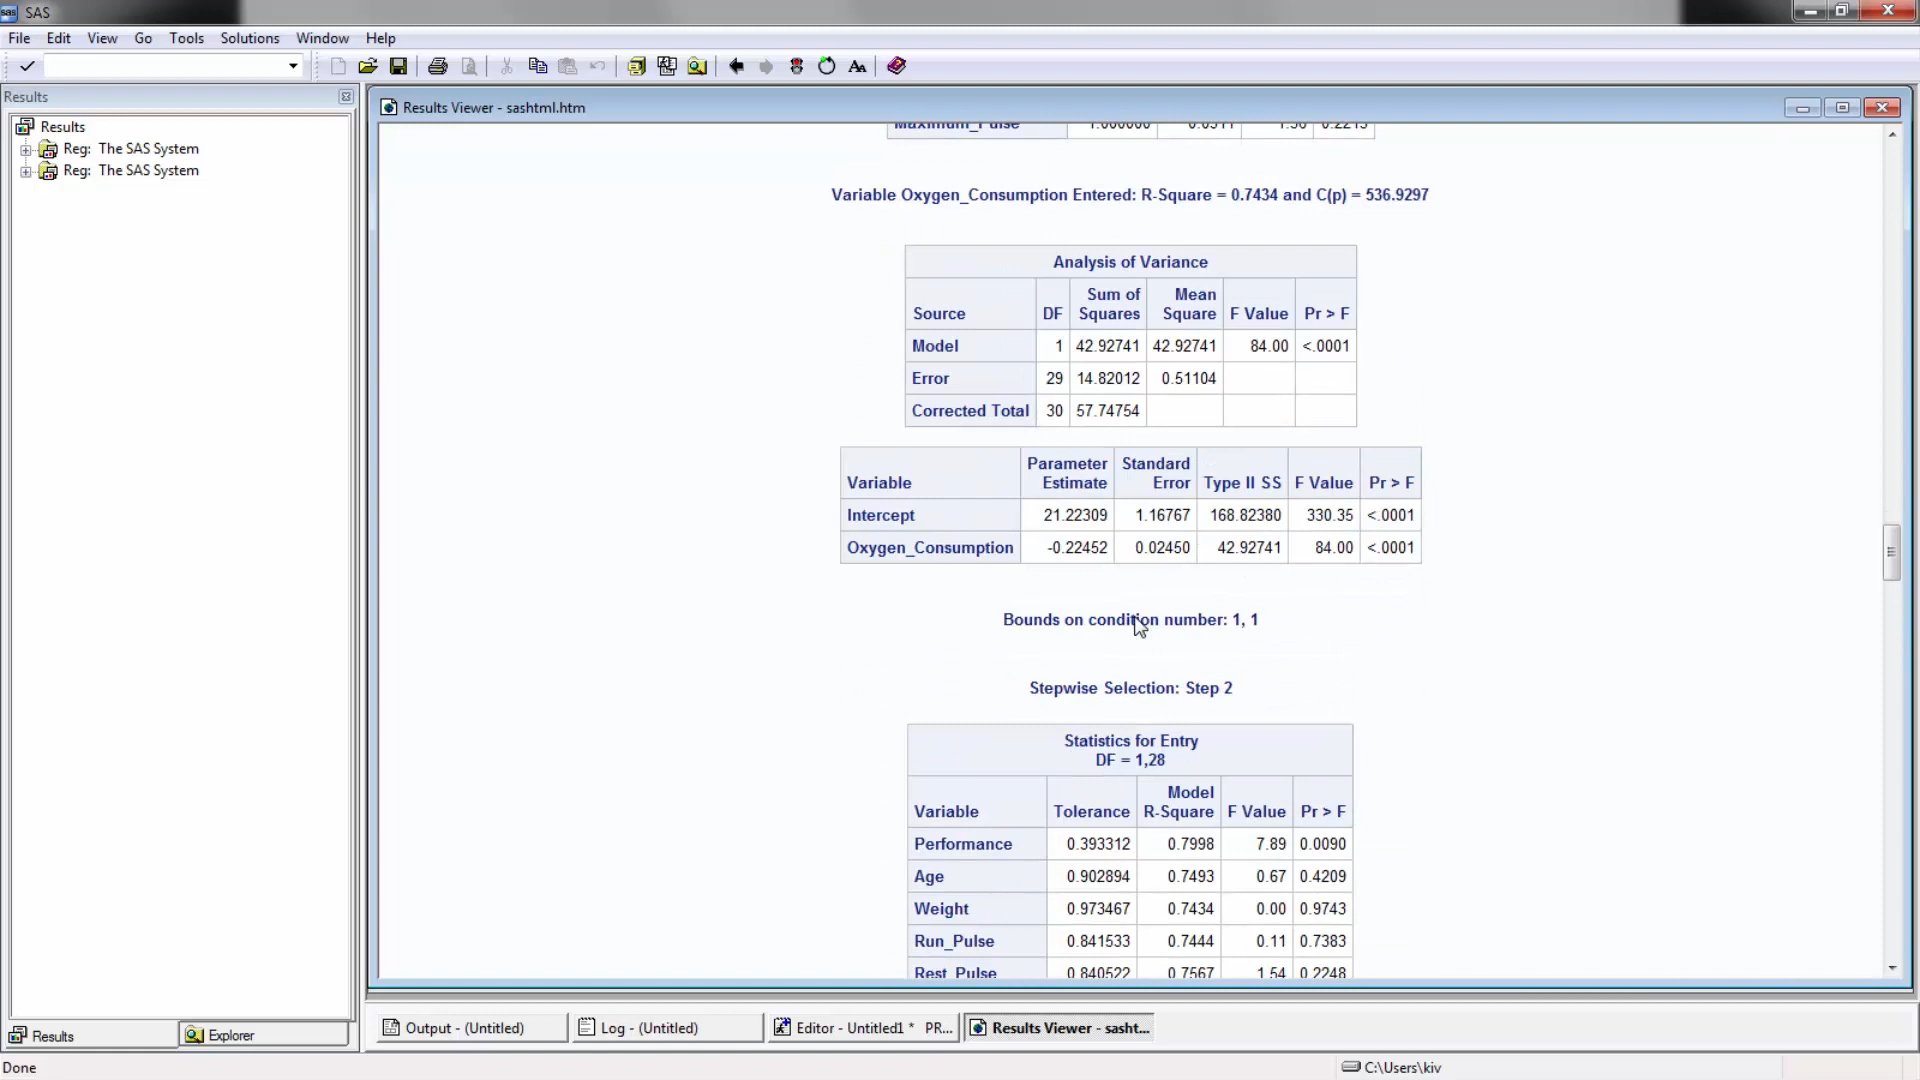 SAS
File Edit View Go Tools Solutions Window Help
Results
Results Viewer - sashtml.htm
Results
Reg: The SAS System
Reg: The SAS System
Maximum_Pulse 1.000000 1.56 0.2213
Variable Oxygen_Consumption Entered: R-Square = 0.7434 and C(p) = 536.9297
Analysis of Variance
Source DF Sum of Squares Mean Square F Value Pr > F
Model 1 42.92741 42.92741 84.00 <.0001
Error 29 14.82012 0.51104
Corrected Total 30 57.74754
Variable Parameter Estimate Standard Error Type II SS F Value Pr > F
Intercept 21.22309 1.16767 168.82380 330.35 <.0001
Oxygen_Consumption -0.22452 0.02450 42.92741 84.00 <.0001
Bounds on condition number: 1, 1
Stepwise Selection: Step 2
Statistics for Entry
DF = 1,28
Variable Tolerance Model R-Square F Value Pr > F
Performance 0.393312 0.7998 7.89 0.0090
Age 0.902894 0.7493 0.67 0.4209
Weight 0.973467 0.7434 0.00 0.9743
Run_Pulse 0.841533 0.7444 0.11 0.7383
Rest_Pulse 0.840522 0.7567 1.54 0.2248
Results Explorer
Output - (Untitled) Log - (Untitled) Editor - Untitled1 * PR... Results Viewer - sasht...
Done C:\Users\kiv